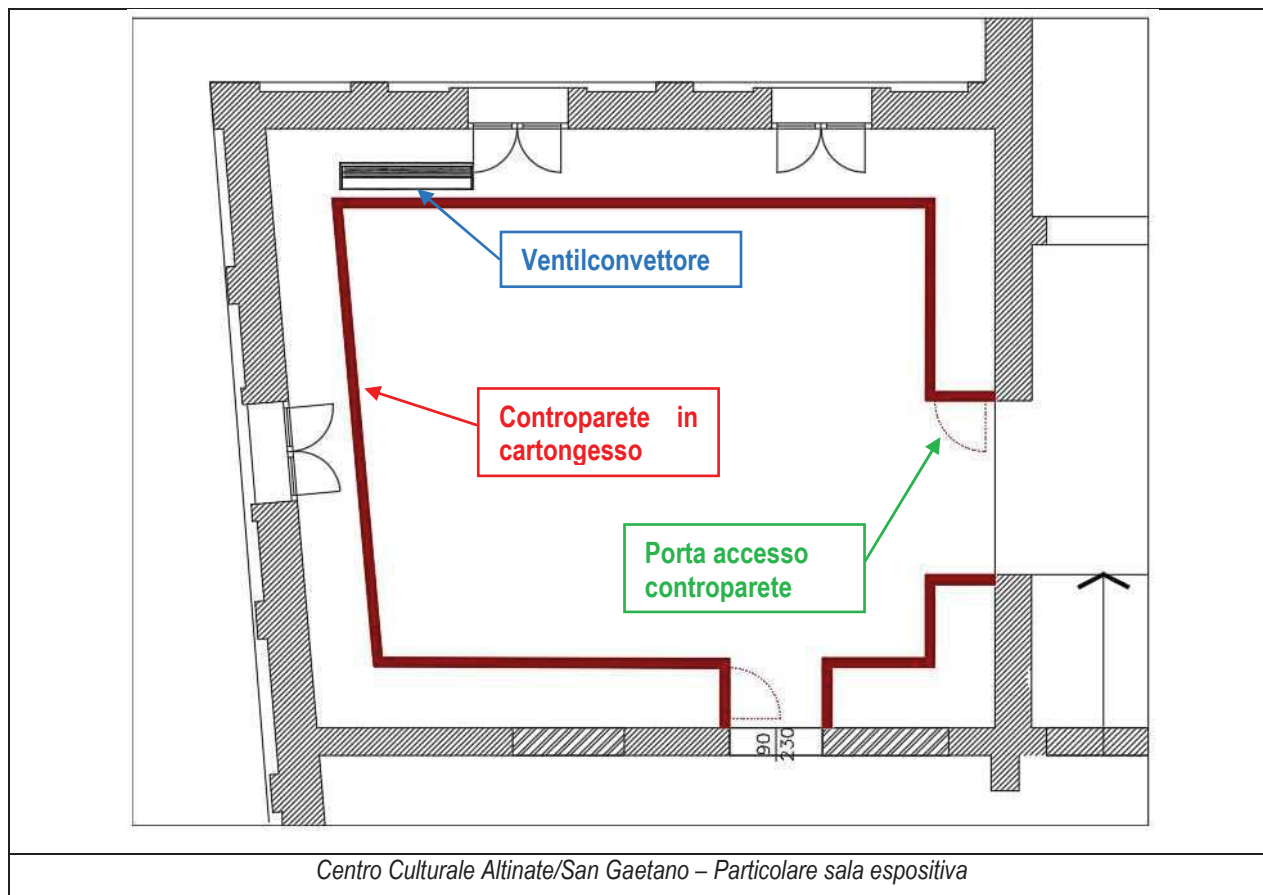 Ventilconvettore
Controparete in
cartongesso
Porta accesso
controparete
90
230
Centro Culturale Altinate/San Gaetano – Particolare sala espositiva